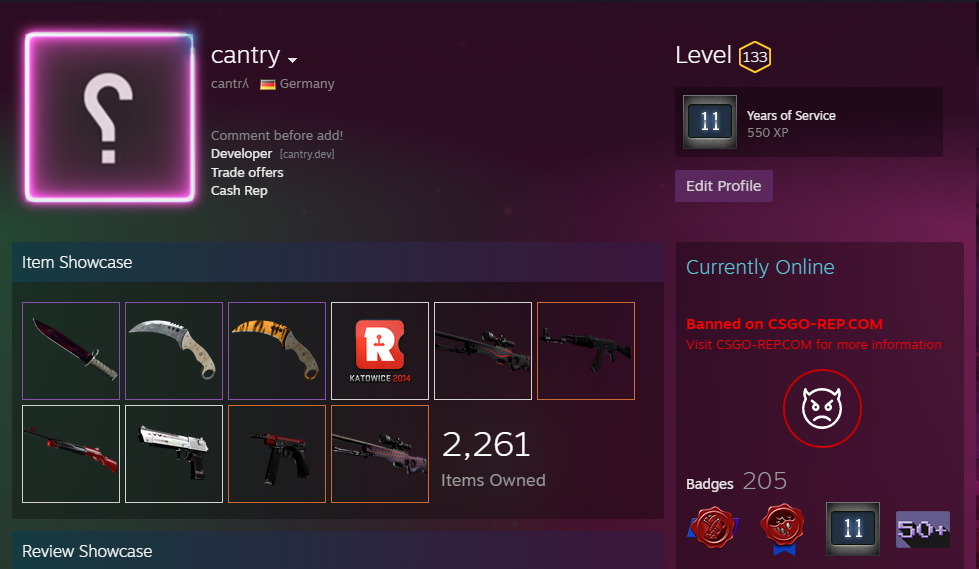 ?
cantry
cantrʎ Germany
Comment before add!
Developer [cantry.dev]
Trade offers
Cash Rep
Level 133
11
Years of Service
550 XP
Edit Profile
Item Showcase
R
KATOWICE 2014
2,261
Items Owned
Review Showcase
Currently Online
Banned on CSGO-REP.COM
Visit CSGO-REP.COM for more information
Badges 205
11
50+